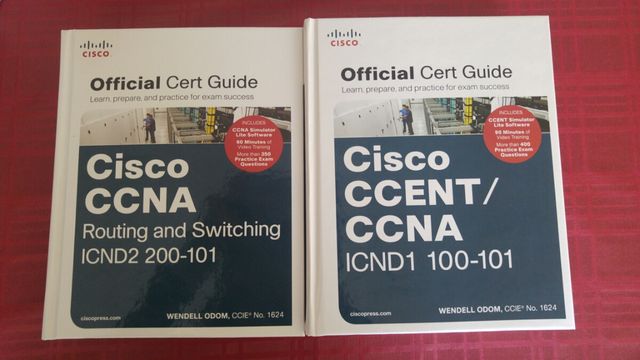 CISCO
Official Cert Guide
Learn, prepare, and practice for exam success
INCLUDES
CCNA Simulator
Lite Software
90 Minutes of
Video Training
More than 350
Practice Exam
Questions
Cisco
CCNA
Routing and Switching
ICND2 200-101
ciscopress.com
WENDELL ODOM, CCIE® No. 1624
CISCO
Official Cert Guide
Learn, prepare, and practice for exam success
INCLUDES
CCENT Simulator
Lite Software
90 Minutes of
Video Training
More than 400
Practice Exam
Questions
Cisco
CCENT/
CCNA
ICND1 100-101
ciscopress.com
WENDELL ODOM, CCIE® No. 1624